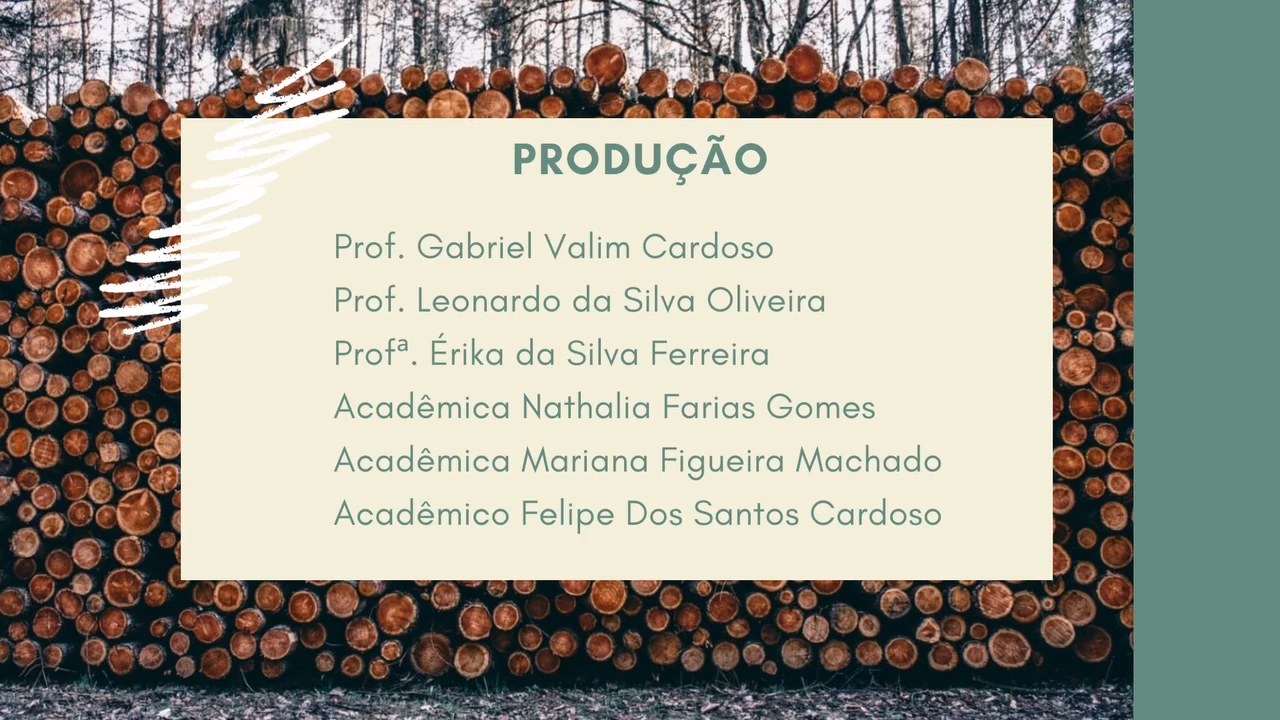 PRODUÇÃO
Prof. Gabriel Valim Cardoso
Prof. Leonardo da Silva Oliveira
Profª. Érika da Silva Ferreira
Acadêmica Nathalia Farias Gomes
Acadêmica Mariana Figueira Machado
Acadêmico Felipe Dos Santos Cardoso